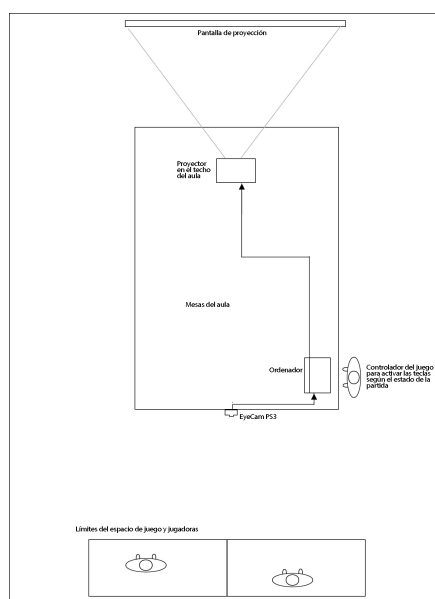 Pantalla de proyección
Proyector
en el techo
del aula
Mesas del aula
Ordenador
Controlador del juego
para activar las teclas
según el estado de la
partida
EyeCam PS3
Límites del espacio de juego y jugadoras